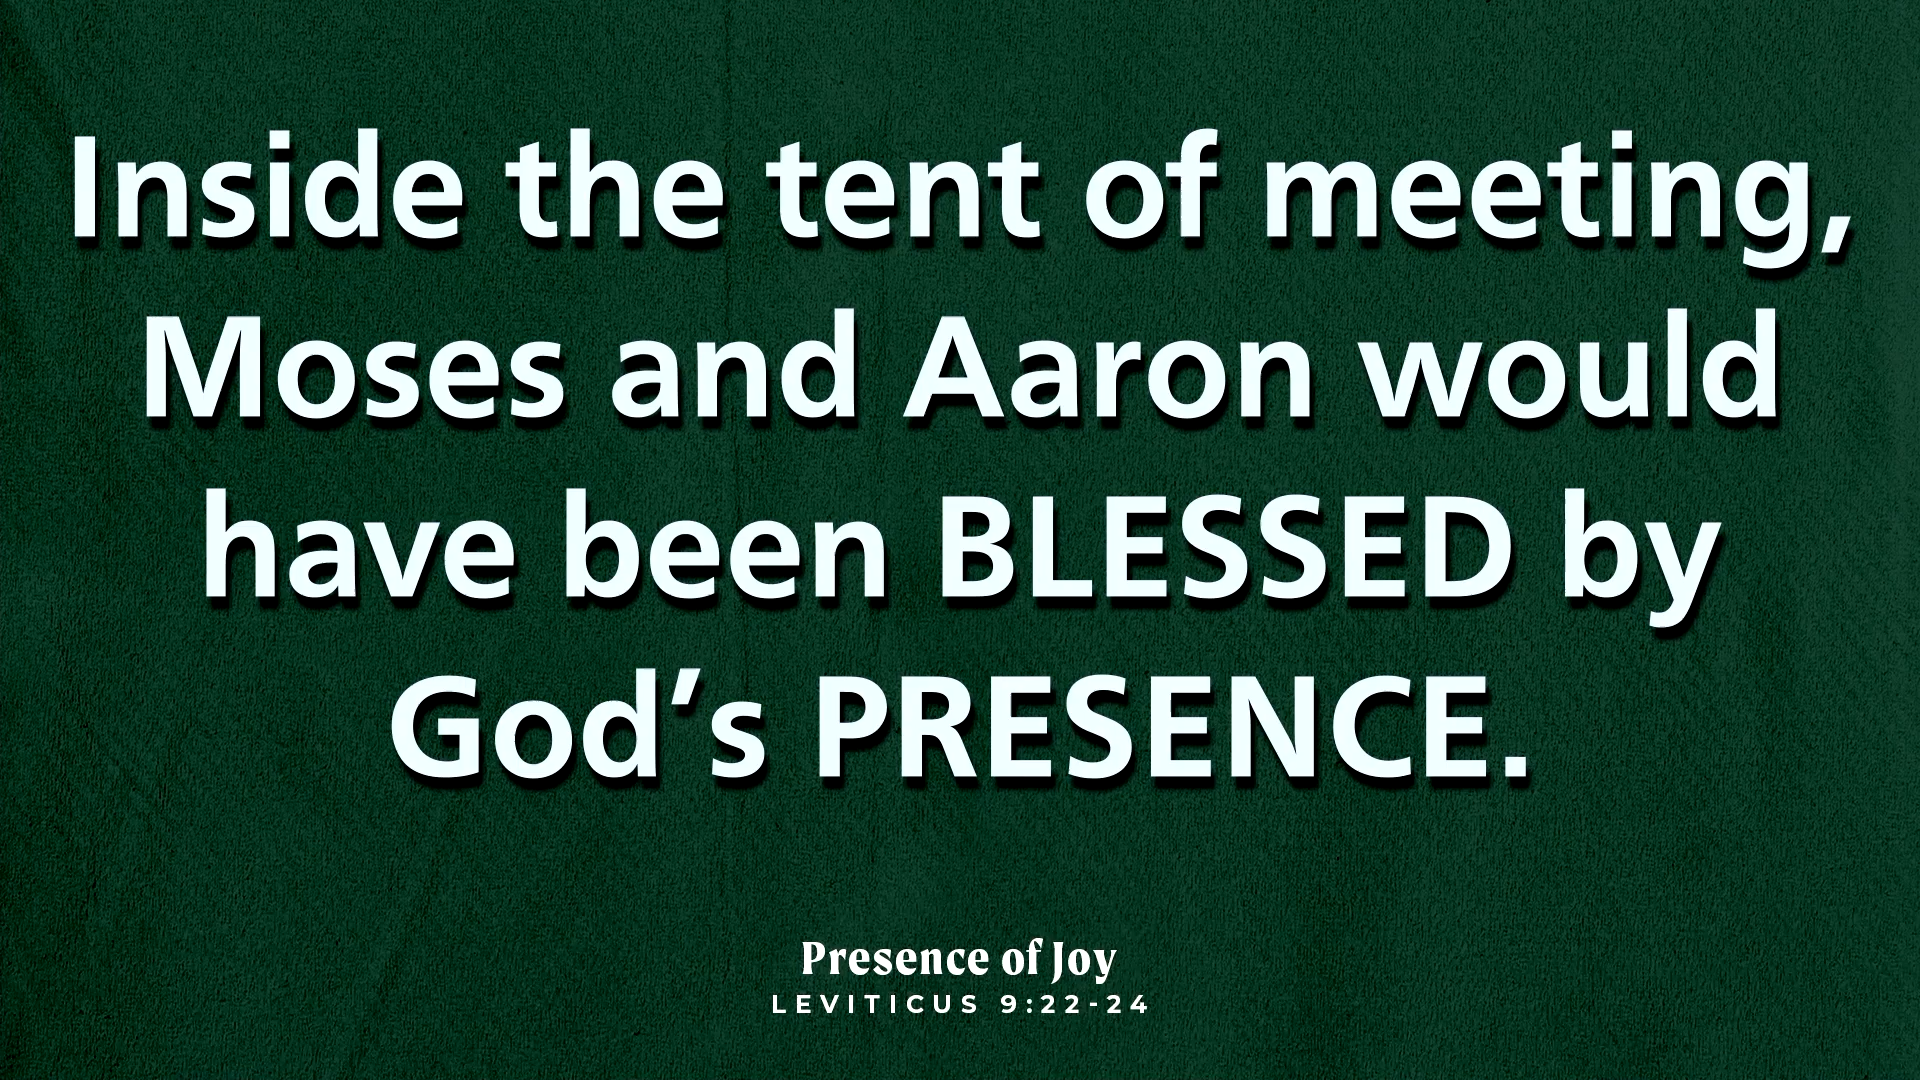 Inside the tent of meeting,
Moses and Aaron would
have been BLESSED by
God’s PRESENCE.
Presence of Joy
LEVITICUS 9:22-24